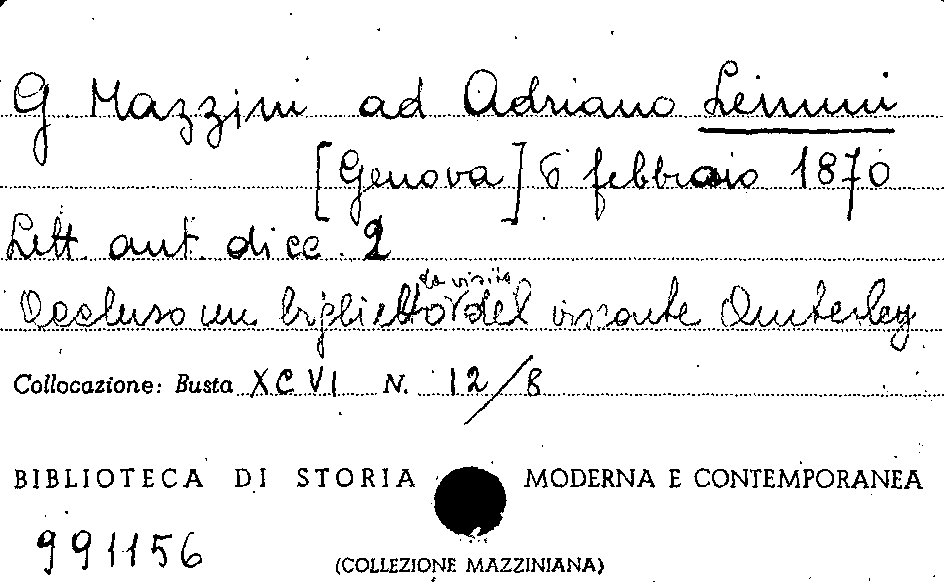 G. Mazzini ad Adriano Lemmi
[Genova] 6 febbraio 1870
Lett. aut. di cc. 2
Occluso un biglietto da visita del visconte Amberley
Collocazione: Busta XCVI N. 12/8
BIBLIOTECA DI STORIA MODERNA E CONTEMPORANEA
991156
(COLLEZIONE MAZZINIANA)